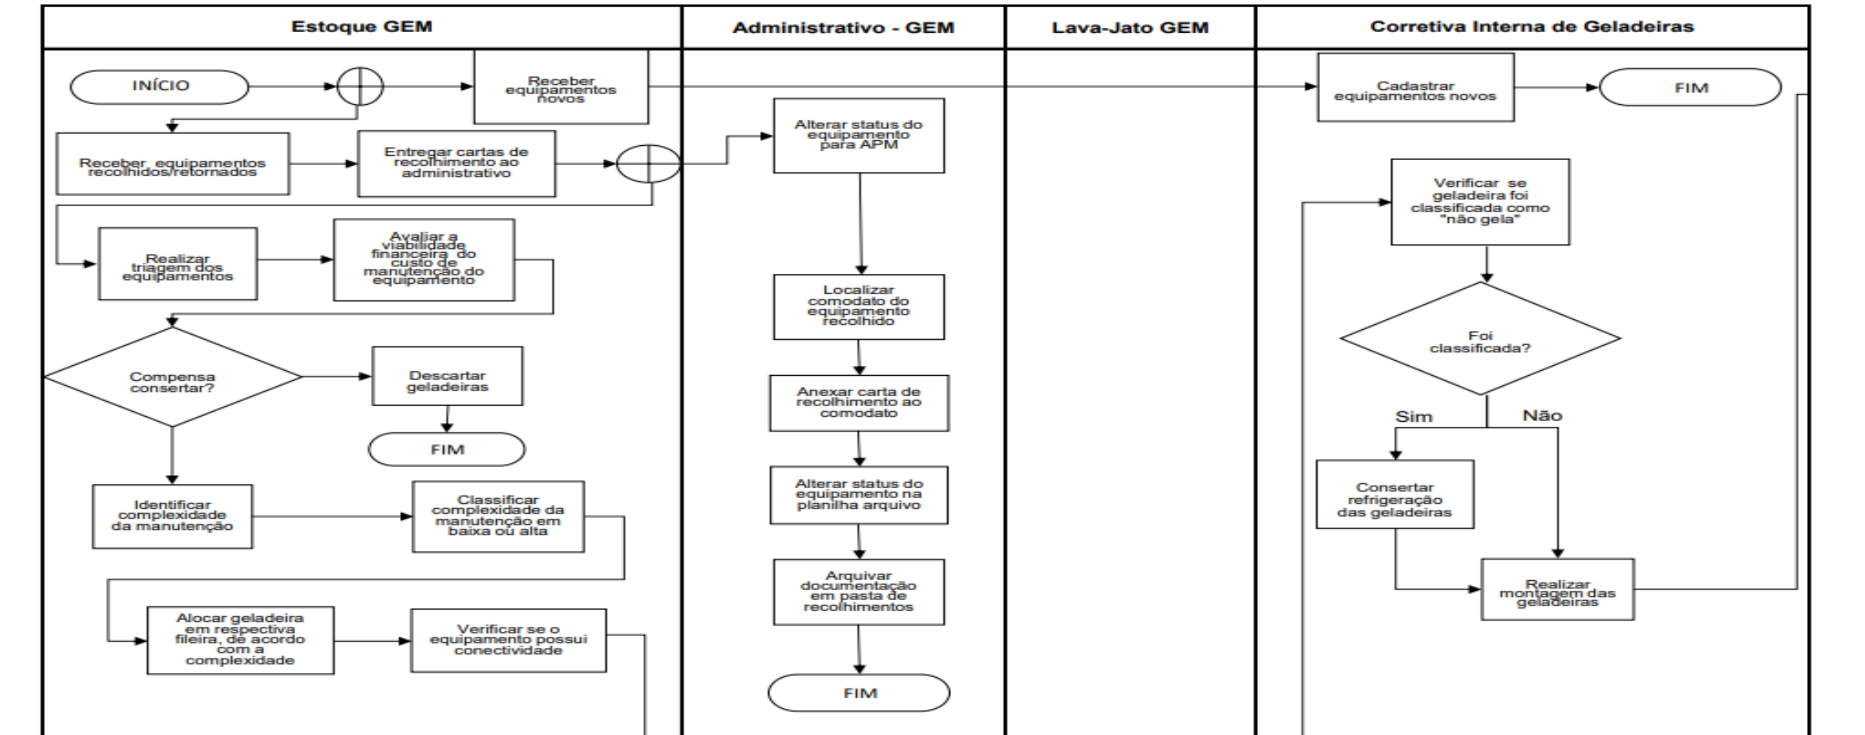 Estoque GEM
Administrativo - GEM
Lava-Jato GEM
Corretiva Interna de Geladeiras
INÍCIO
Receber
equipamentos
novos
Cadastrar
equipamentos novos
FIM
Receber equipamentos
recolhidos/retornados
Entregar cartas de
recolhimento ao
administrativo
Alterar status do
equipamento
para APM
Verificar se
geladeira foi
classificada como
"não gela"
Realizar
triagem dos
equipamentos
Avaliar a
viabilidade
financeira do
custo de
manutenção do
equipamento
Localizar
comodato do
equipamento
recolhido
Foi
classificada?
Compensa
consertar?
Descartar
geladeiras
Anexar carta de
recolhimento ao
comodato
Sim
Não
FIM
Identificar
complexidade
da manutenção
Classificar
complexidade da
manutenção em
baixa ou alta
Alterar status do
equipamento na
planilha arquivo
Consertar
refrigeração
das geladeiras
Arquivar
documentação
em pasta de
recolhimentos
Realizar
montagem das
geladeiras
Alocar geladeira
em respectiva
fileira, de acordo
com a
complexidade
Verificar se o
equipamento possui
conectividade
FIM